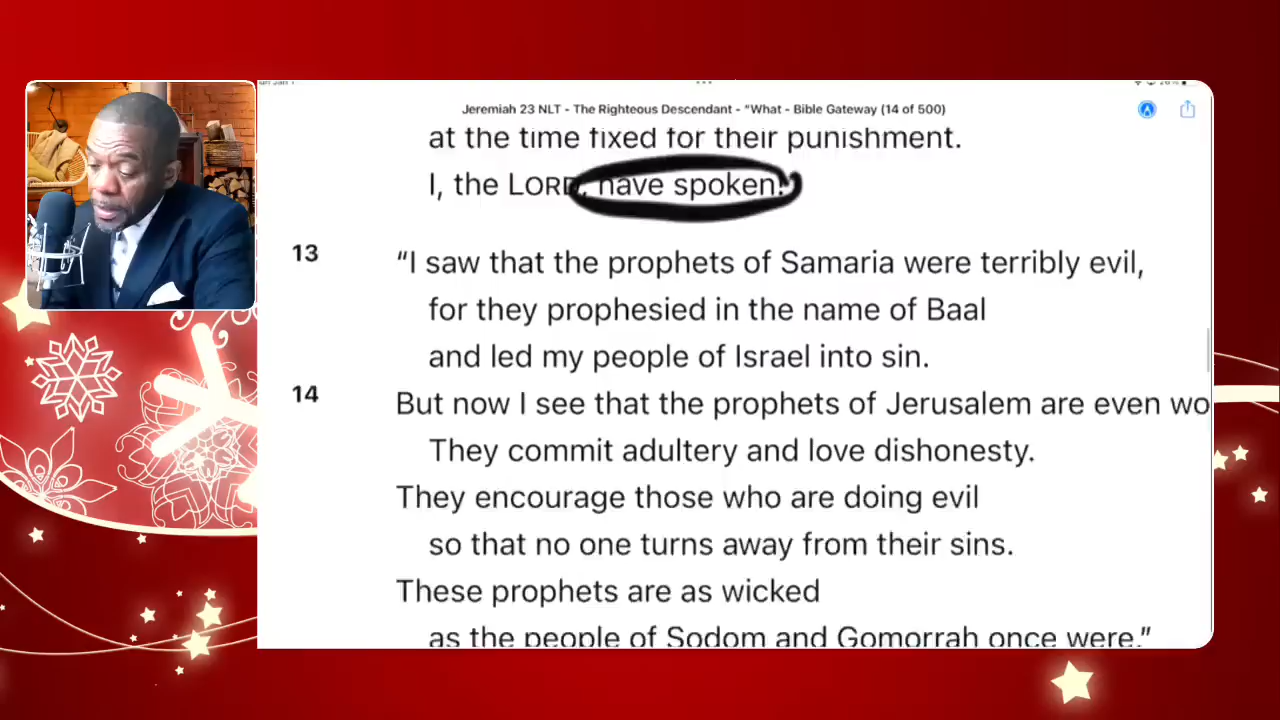 Jeremiah 23 NLT - The Righteous Descendant - “What - Bible Gateway (14 of 500)
at the time fixed for their punishment.
I, the LORD, have spoken!
13 “I saw that the prophets of Samaria were terribly evil,
for they prophesied in the name of Baal
and led my people of Israel into sin.
14 But now I see that the prophets of Jerusalem are even wo
They commit adultery and love dishonesty.
They encourage those who are doing evil
so that no one turns away from their sins.
These prophets are as wicked
as the people of Sodom and Gomorrah once were.”